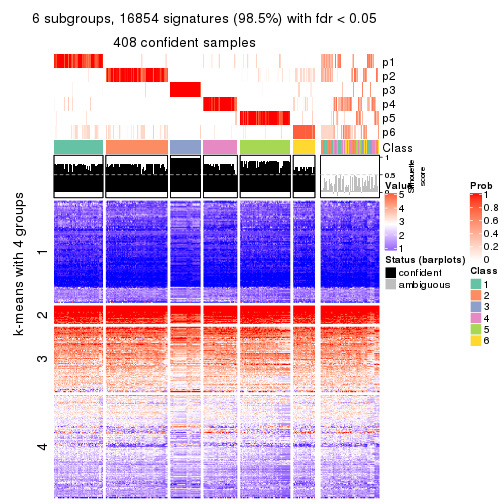 6 subgroups, 16854 signatures (98.5%) with fdr < 0.05
408 confident samples
p1
p2
p3
p4
p5
p6
Class
1
0.5
0
Silhouette
score
k-means with 4 groups
1
2
3
4
Value
5
4
3
2
1
Status (barplots)
confident
ambiguous
Prob
1
0.8
0.6
0.4
0.2
0
Class
1
2
3
4
5
6